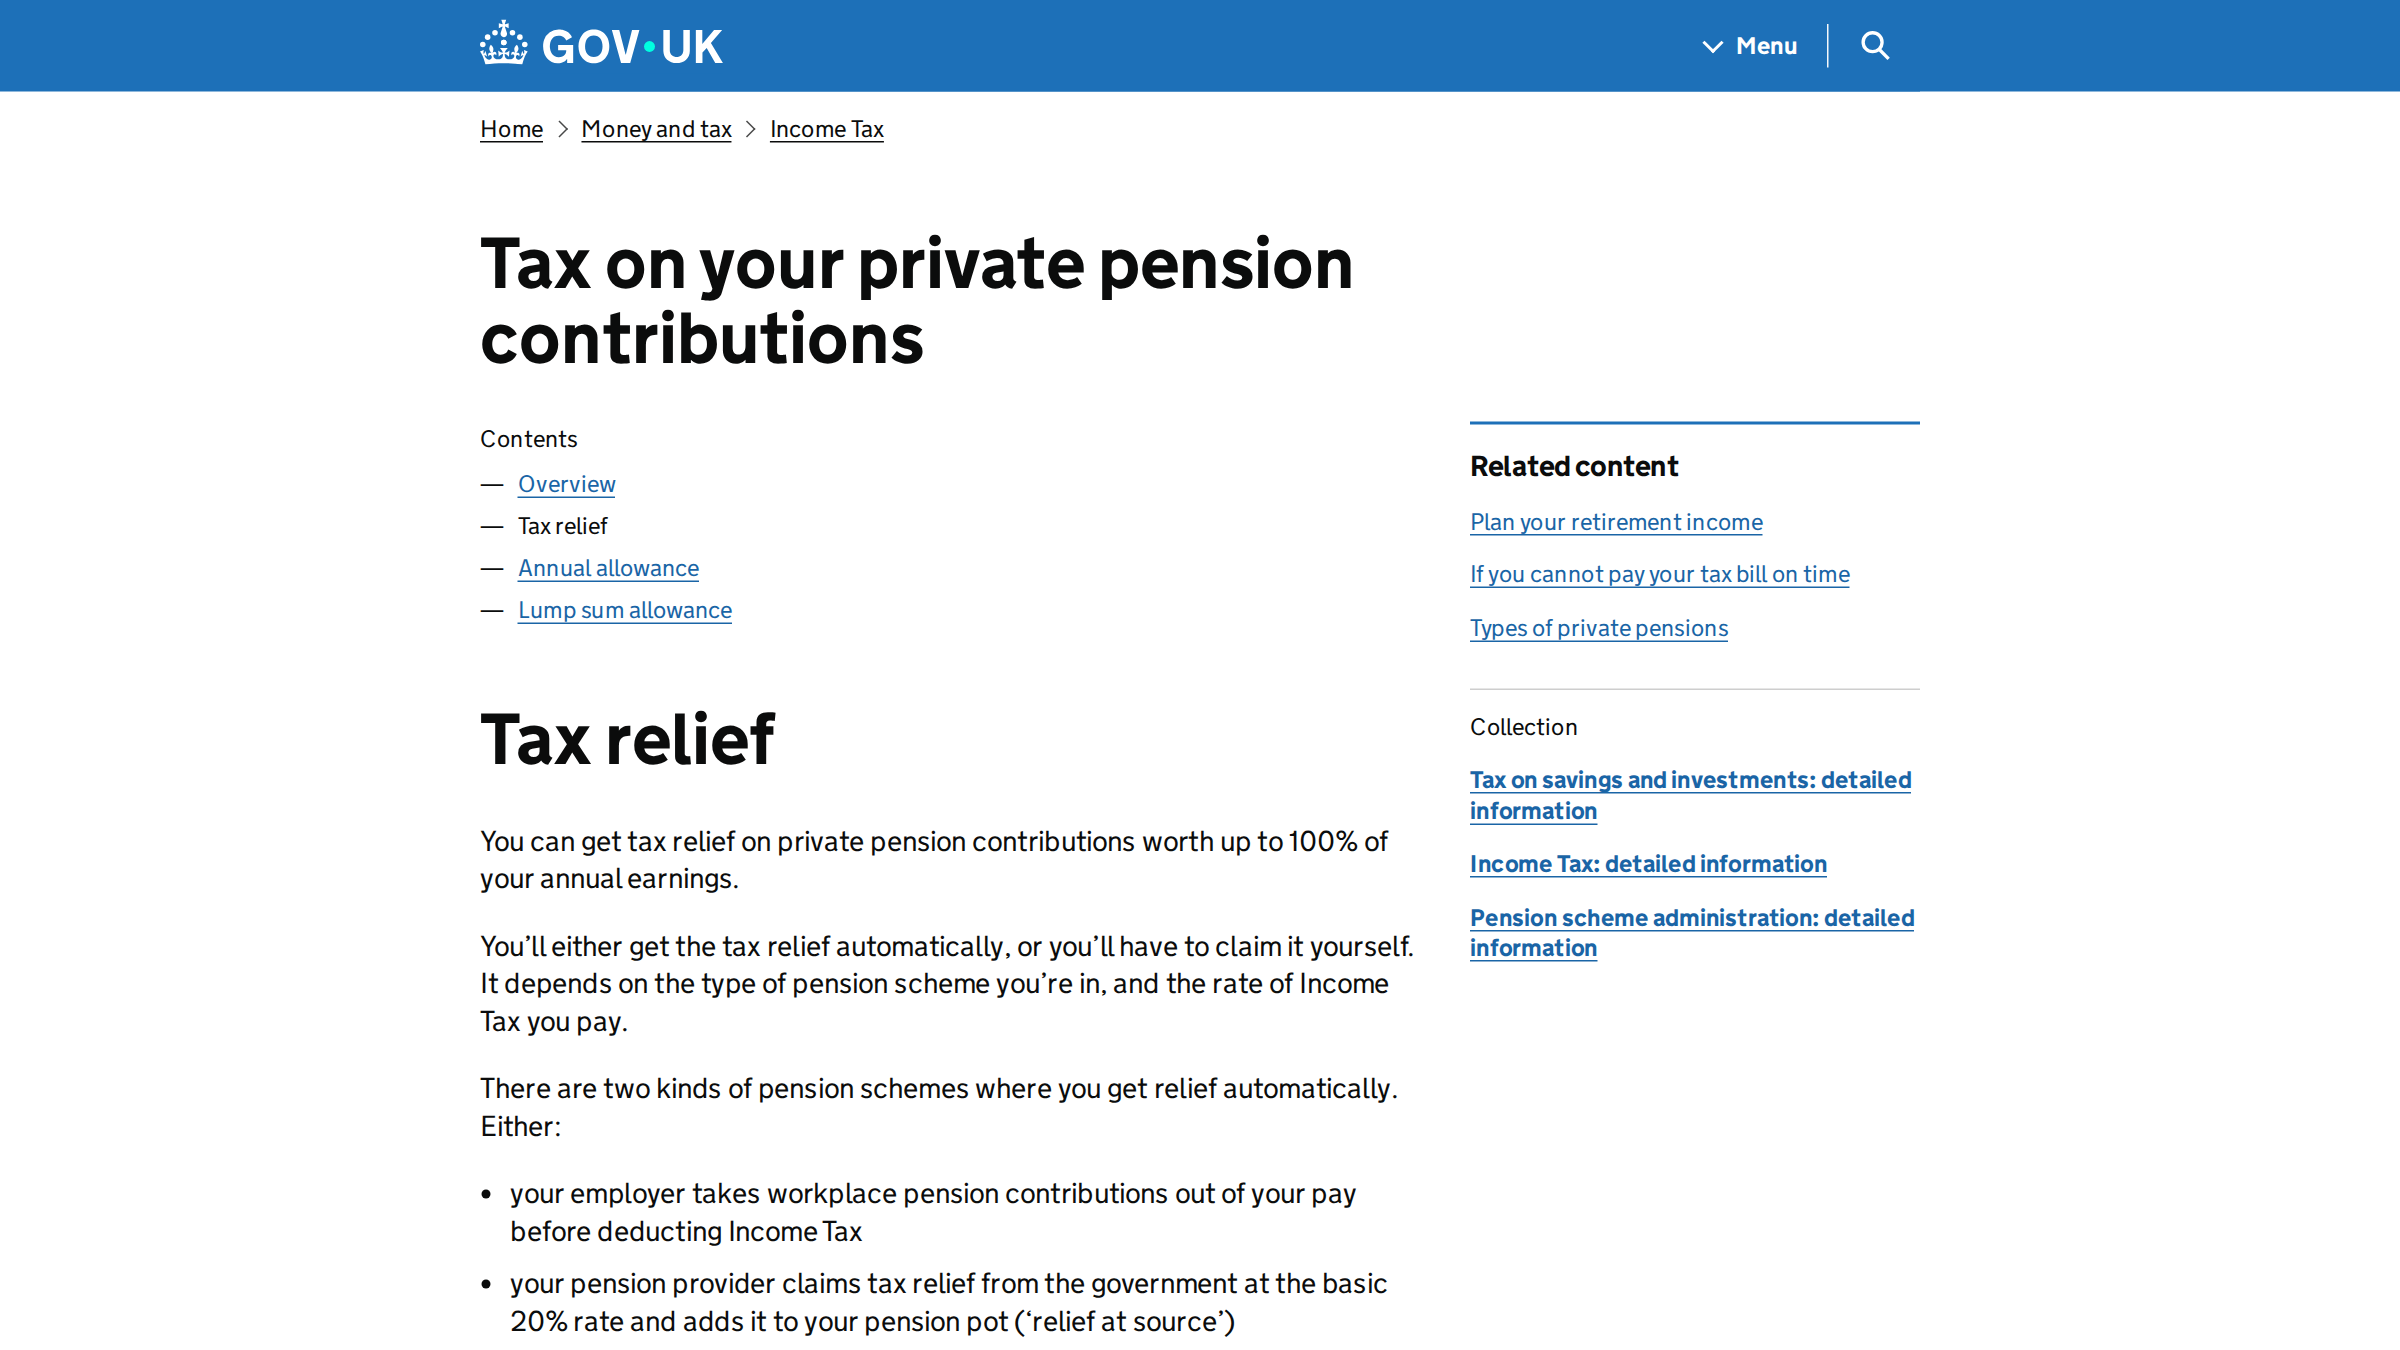 GOV·UK
Menu
Home
Money and tax
Income Tax
Tax on your private pension
contributions
Contents
— Overview
— Tax relief
— Annual allowance
— Lump sum allowance
Related content
Plan your retirement income
If you cannot pay your tax bill on time
Types of private pensions
Collection
Tax on savings and investments: detailed
information
Income Tax: detailed information
Pension scheme administration: detailed
information
Tax relief
You can get tax relief on private pension contributions worth up to 100% of
your annual earnings.
You’ll either get the tax relief automatically, or you’ll have to claim it yourself.
It depends on the type of pension scheme you’re in, and the rate of Income
Tax you pay.
There are two kinds of pension schemes where you get relief automatically.
Either:
• your employer takes workplace pension contributions out of your pay
before deducting Income Tax
• your pension provider claims tax relief from the government at the basic
20% rate and adds it to your pension pot (‘relief at source’)